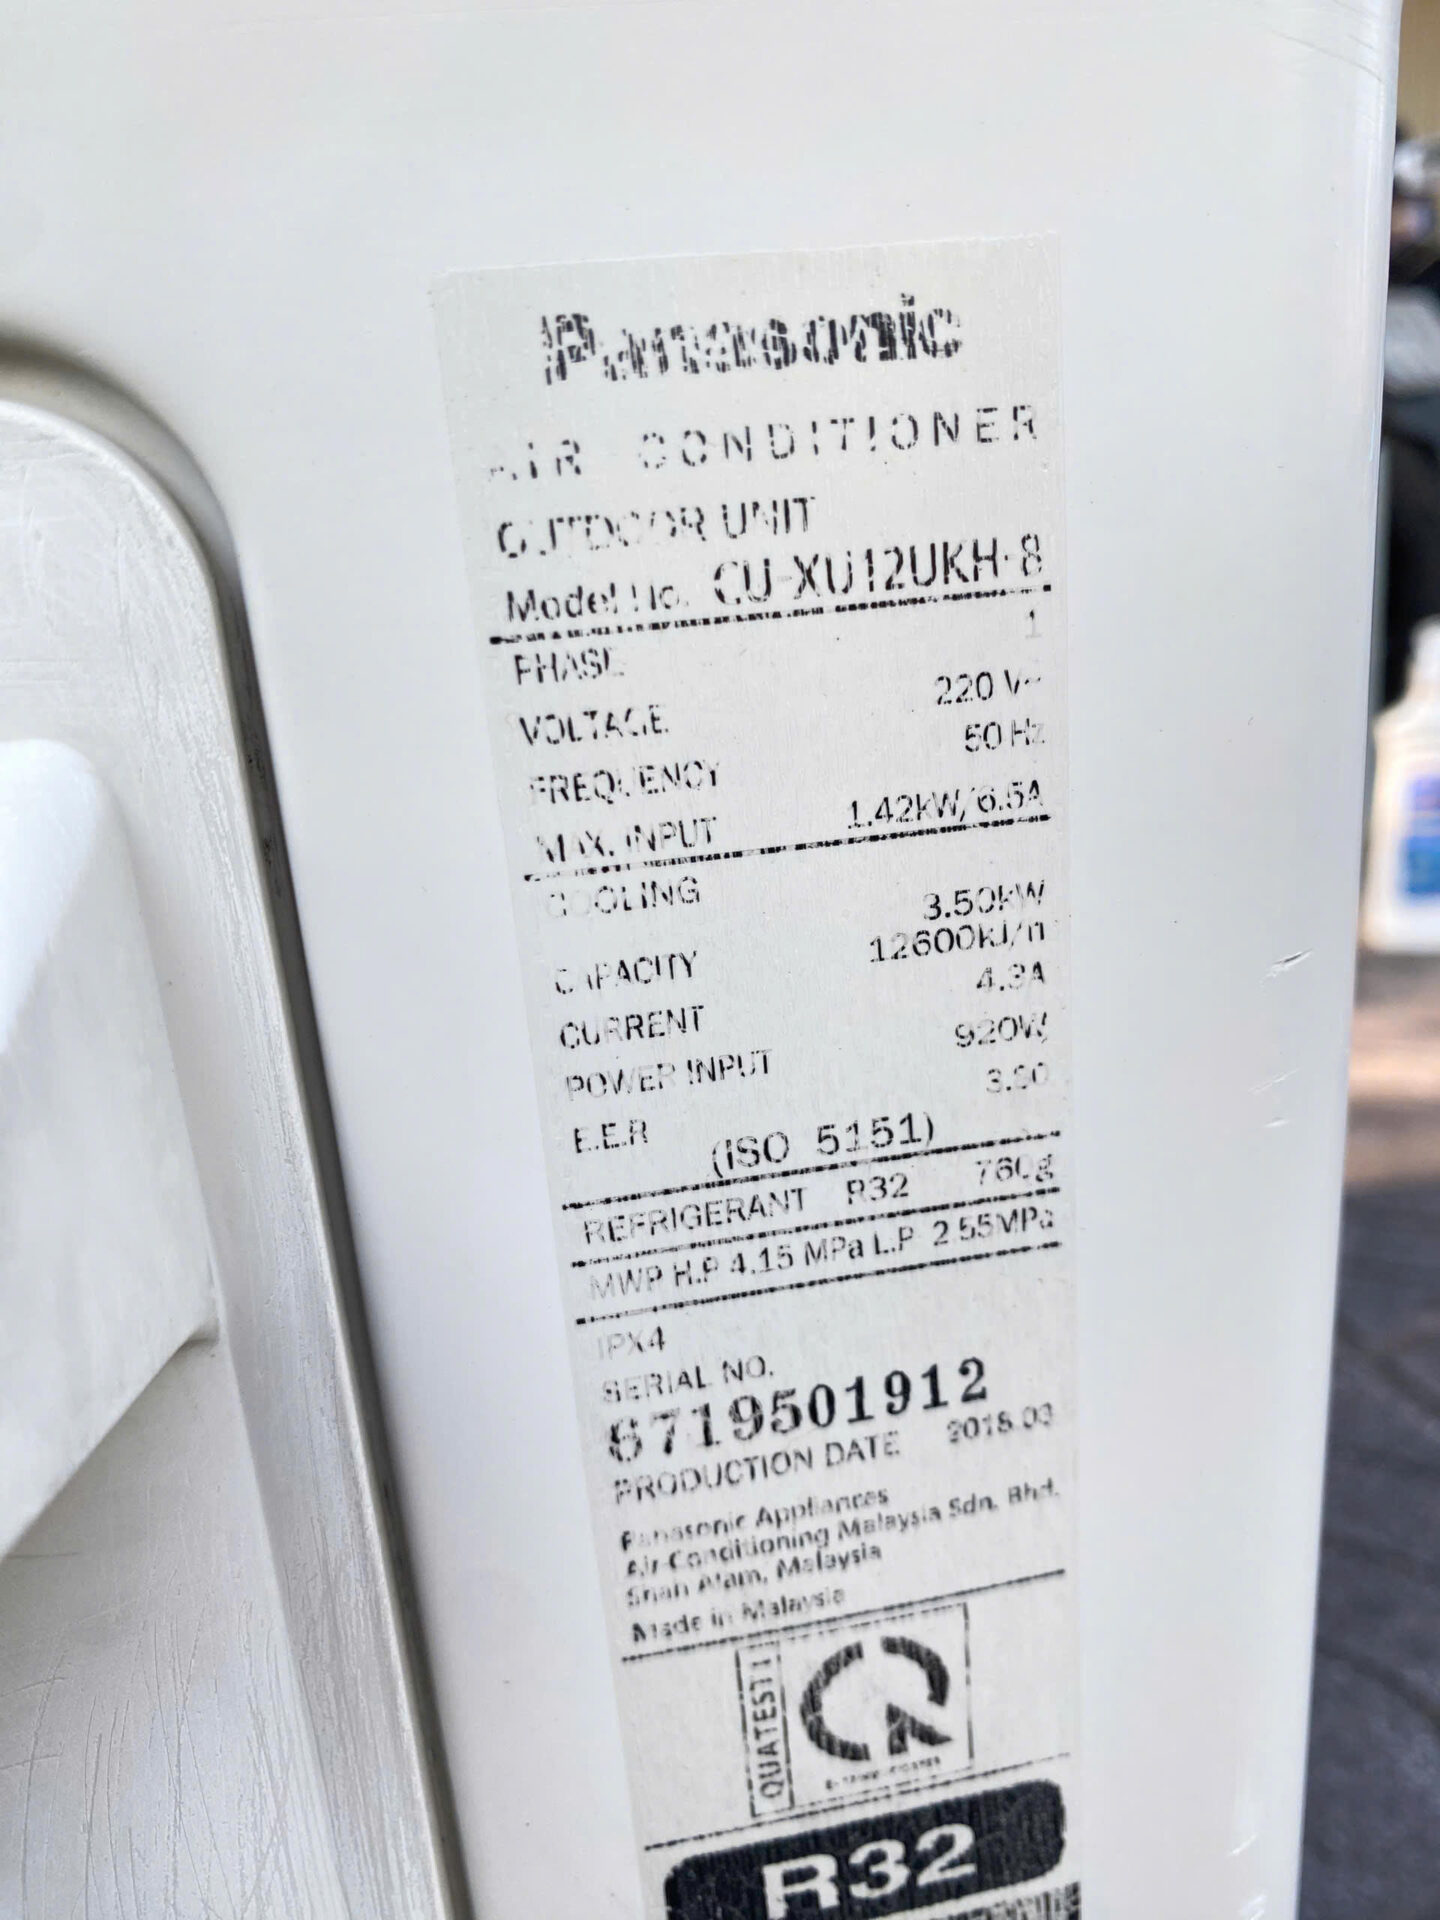 Panasonic
AIR CONDITIONER
OUTDOOR UNIT
Model No. CU-XU12UKH-8
PHASE 1
VOLTAGE 220 V~
FREQUENCY 50 Hz
MAX. INPUT 1.42kW/6.5A
COOLING
CAPACITY 3.50kW
12600kJ/h
CURRENT 4.3A
POWER INPUT 920W
E.E.R
(ISO 5151)
REFRIGERANT R32 760g
MWP H.P 4.15 MPa L.P 2.55MPa
IPX4
SERIAL NO.
6719501912
PRODUCTION DATE 2018.03
Panasonic Appliances
Air-Conditioning Malaysia Sdn. Bhd.
Shah Alam, Malaysia
Made in Malaysia
QUATEST 1
CR
R32